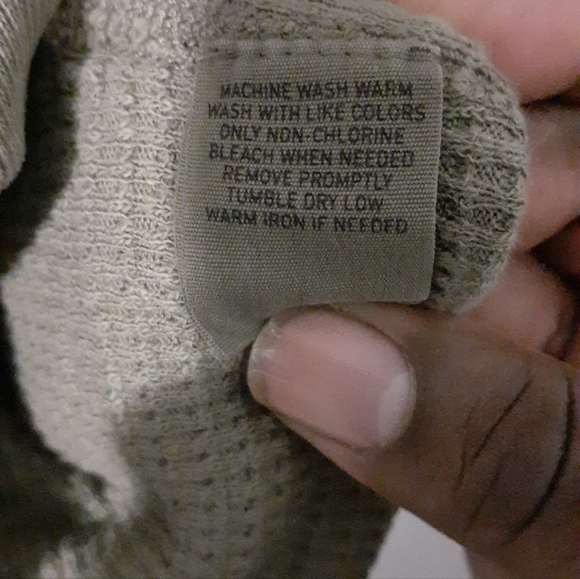 MACHINE WASH WARM
WASH WITH LIKE COLORS
ONLY NON-CHLORINE
BLEACH WHEN NEEDED
REMOVE PROMPTLY
TUMBLE DRY LOW
WARM IRON IF NEEDED